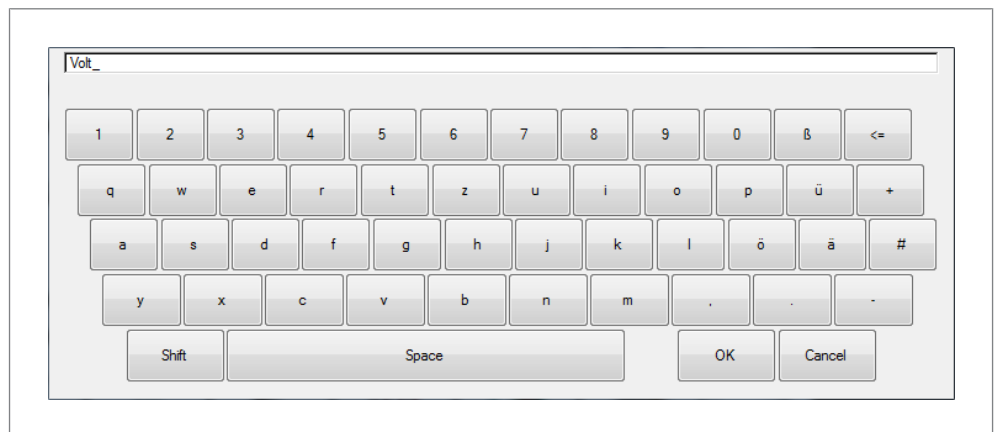 Volt_
1 2 3 4 5 6 7 8 9 0 ß <=
q w e r t z u i o p ü +
a s d f g h j k l ö ä #
y x c v b n m , . -
Shift Space OK Cancel